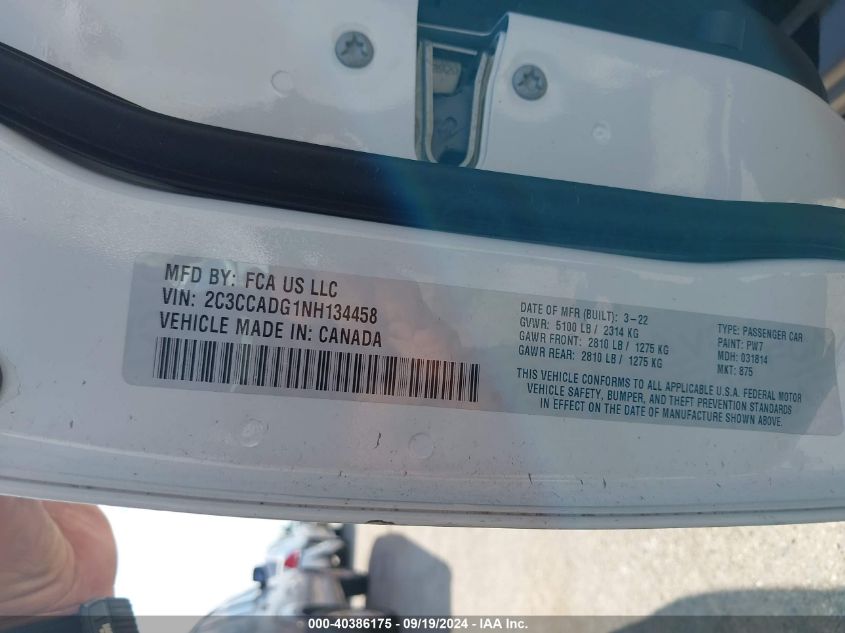 MFD BY: FCA US LLC
VIN: 2C3CCADG1NH134458
VEHICLE MADE IN: CANADA
DATE OF MFR (BUILT): 3-22
GVWR: 5100 LB / 2314 KG
GAWR FRONT: 2810 LB / 1275 KG
GAWR REAR: 2810 LB / 1275 KG
TYPE: PASSENGER CAR
PAINT: PW7
MDH: 031814
MKT: 875
THIS VEHICLE CONFORMS TO ALL APPLICABLE U.S.A. FEDERAL MOTOR
VEHICLE SAFETY, BUMPER, AND THEFT PREVENTION STANDARDS
IN EFFECT ON THE DATE OF MANUFACTURE SHOWN ABOVE.
000-40386175 - 09/19/2024 - IAA Inc.